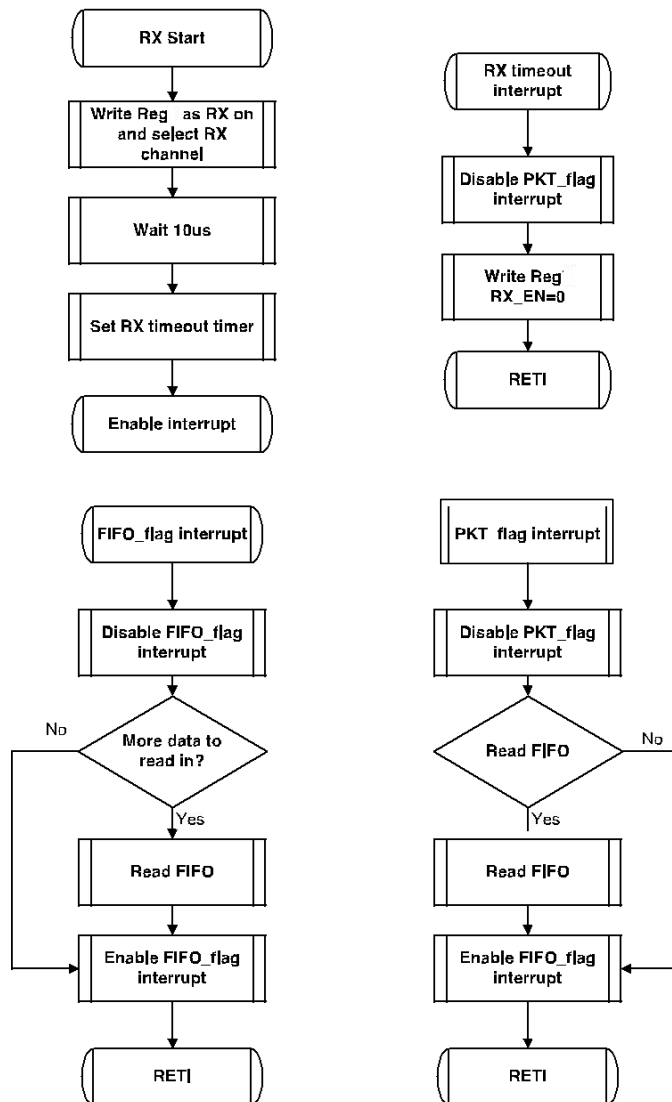 RX Start
Write Reg as RX on
and select RX
channel
Wait 10us
Set RX timeout timer
Enable interrupt
RX timeout
interrupt
Disable PKT_flag
interrupt
Write Reg
RX_EN=0
RETI
FIFO_flag interrupt
Disable FIFO_flag
interrupt
No
More data to
read in?
Yes
Read FIFO
Enable FIFO_flag
interrupt
RETI
PKT flag interrupt
Disable PKT_flag
interrupt
Read FIFO
No
Yes
Read FIFO
Enable FIFO_flag
interrupt
RETI